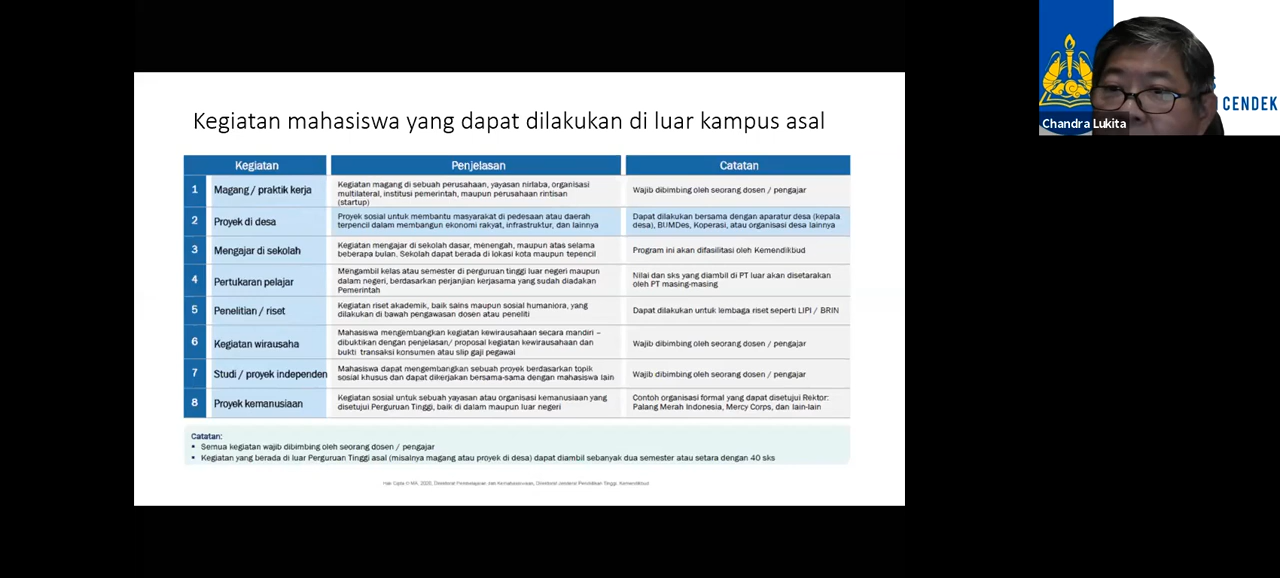 Kegiatan mahasiswa yang dapat dilakukan di luar kampus asal
Kegiatan
Penjelasan
Catatan
1
Magang / praktik kerja
Kegiatan magang di sebuah perusahaan, yayasan nirlaba, organisasi
multilateral, institusi pemerintah, maupun perusahaan rintisan
(startup)
Wajib dibimbing oleh seorang dosen / pengajar
2
Proyek di desa
Proyek sosial untuk membantu masyarakat di pedesaan atau daerah
terpencil dalam membangun ekonomi rakyat, infrastruktur, dan lainnya
Dapat dilakukan bersama dengan aparatur desa (kepala
desa), BUMDes, Koperasi, atau organisasi desa lainnya
3
Mengajar di sekolah
Kegiatan mengajar di sekolah dasar, menengah, maupun atas selama
beberapa bulan. Sekolah dapat berada di lokasi kota maupun tepencil
Program ini akan difasilitasi oleh Kemendikbud
4
Pertukaran pelajar
Mengambil kelas atau semester di perguruan tinggi luar negeri maupun
dalam negeri, berdasarkan perjanjian kerjasama yang sudah diadakan
Pemerintah
Nilai dan sks yang diambil di PT luar akan disetarakan
oleh PT masing-masing
5
Penelitian / riset
Kegiatan riset akademik, baik sains maupun sosial humaniora, yang
dilakukan di bawah pengawasan dosen atau peneliti
Dapat dilakukan untuk lembaga riset seperti LIPI / BRIN
6
Kegiatan wirausaha
Mahasiswa mengembangkan kegiatan kewirausahaan secara mandiri –
dibuktikan dengan penjelasan/ proposal kegiatan kewirausahaan dan
bukti transaksi konsumen atau slip gaji pegawai
Wajib dibimbing oleh seorang dosen / pengajar
7
Studi / proyek independen
Mahasiswa dapat mengembangkan sebuah proyek berdasarkan topik
sosial khusus dan dapat dikerjakan bersama-sama dengan mahasiswa lain
Wajib dibimbing oleh seorang dosen / pengajar
8
Proyek kemanusiaan
Kegiatan sosial untuk sebuah yayasan atau organisasi kemanusiaan yang
disetujui Perguruan Tinggi, baik di dalam maupun luar negeri
Contoh organisasi formal yang dapat disetujui Rektor:
Palang Merah Indonesia, Mercy Corps, dan lain-lain
Catatan:
• Semua kegiatan wajib dibimbing oleh seorang dosen / pengajar
• Kegiatan yang berada di luar Perguruan Tinggi asal (misalnya magang atau proyek di desa) dapat diambil sebanyak dua semester atau setara dengan 40 sks
Direktorat Jenderal Pendidikan Tinggi, Kemendikbud
CENDEK
Chandra Lukita